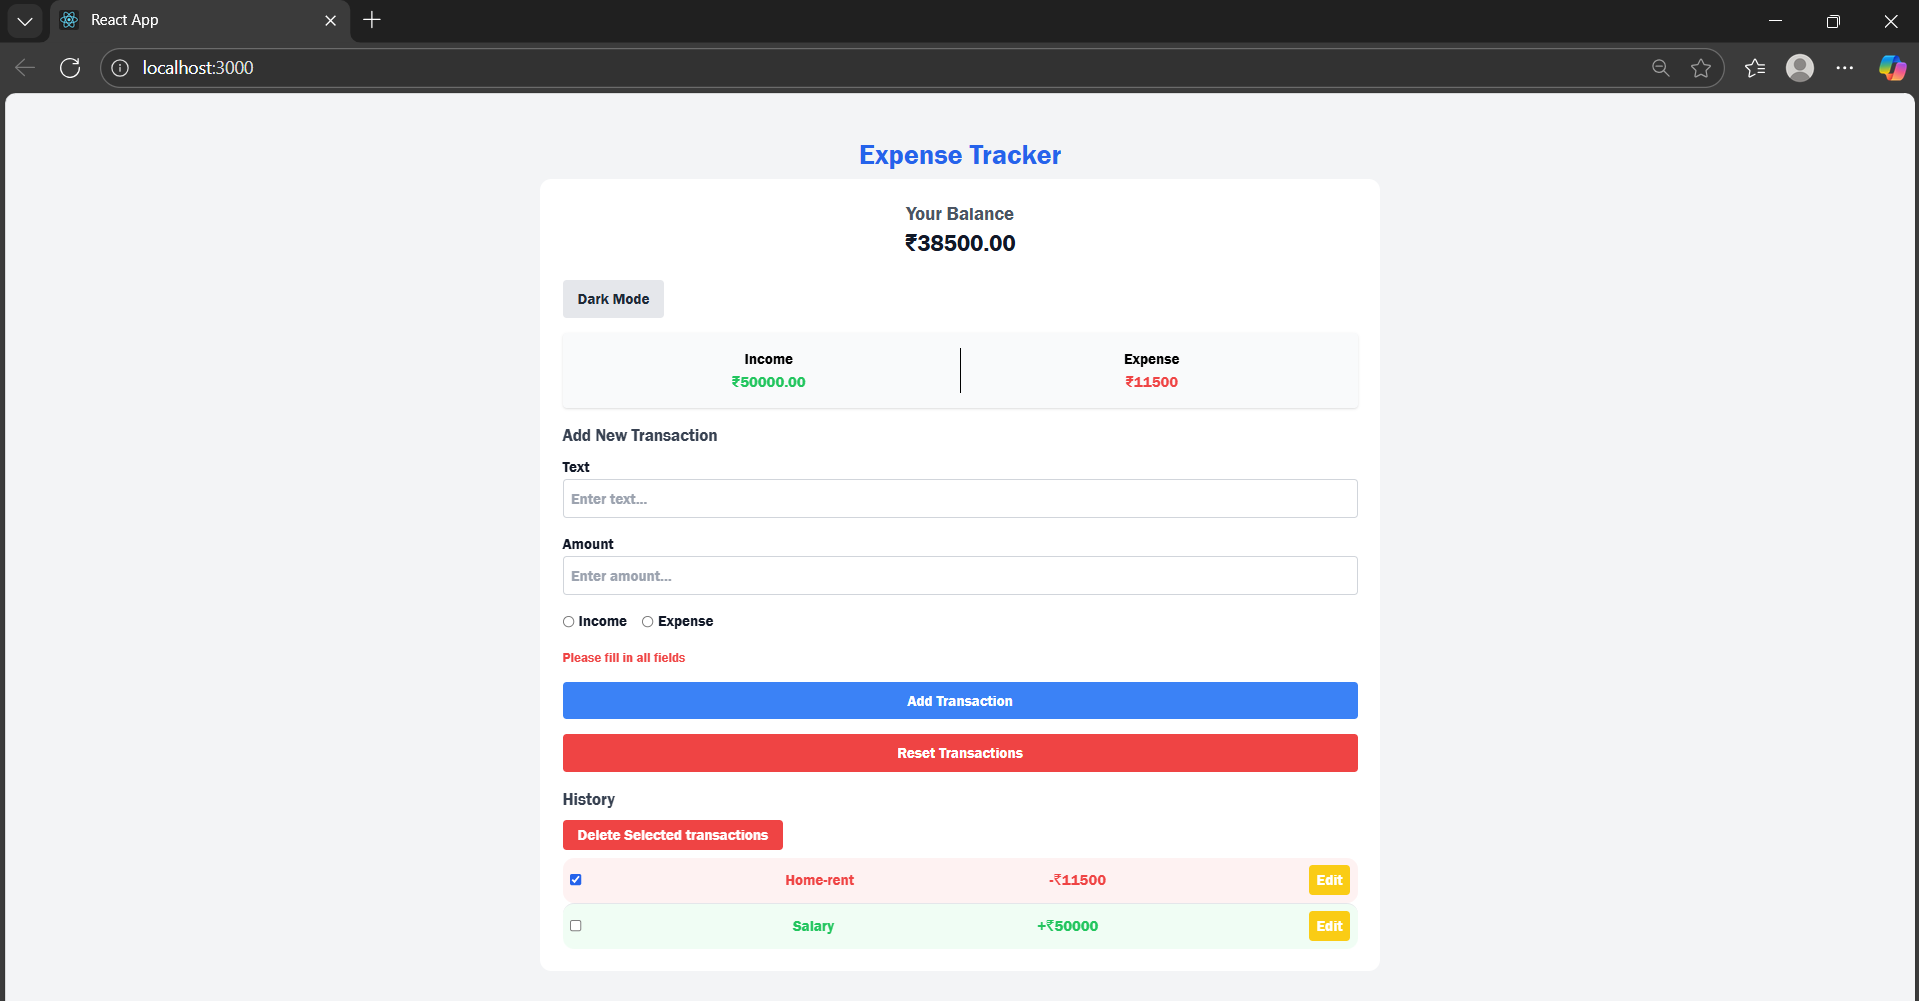 React App
localhost:3000
Expense Tracker
Your Balance
₹38500.00
Dark Mode
Income
₹50000.00
Expense
₹11500
Add New Transaction
Text
Enter text...
Amount
Enter amount...
Income Expense
Please fill in all fields
Add Transaction
Reset Transactions
History
Delete Selected transactions
Home-rent -₹11500 Edit
Salary +₹50000 Edit